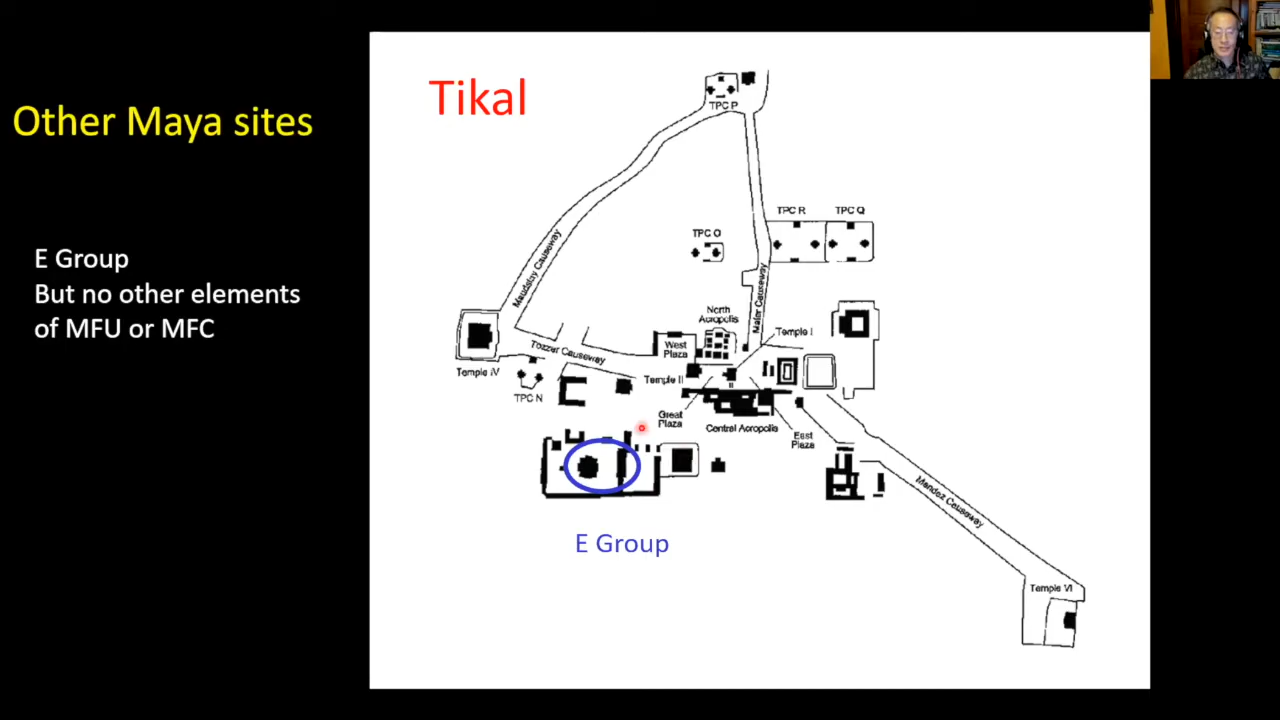 Other Maya sites
E Group
But no other elements
of MFU or MFC
Tikal
TPC P
TPC R
TPC Q
TPC O
Maudslay Causeway
Maler Causeway
North
Acropolis
Temple I
West
Plaza
Tozzer Causeway
Temple IV
Temple II
TPC N
Great
Plaza
Central Acropolis
East
Plaza
Mendez Causeway
E Group
Temple VI